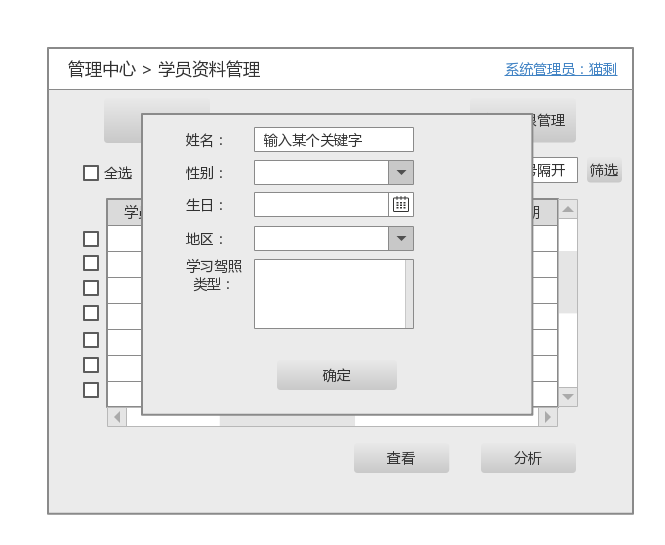 管理中心 > 学员资料管理
系统管理员：猫剩
管理
姓名：
输入某个关键字
全选
性别：
隔开
筛选
生日：
学
期
地区：
学习驾照
类型：
确定
查看
分析